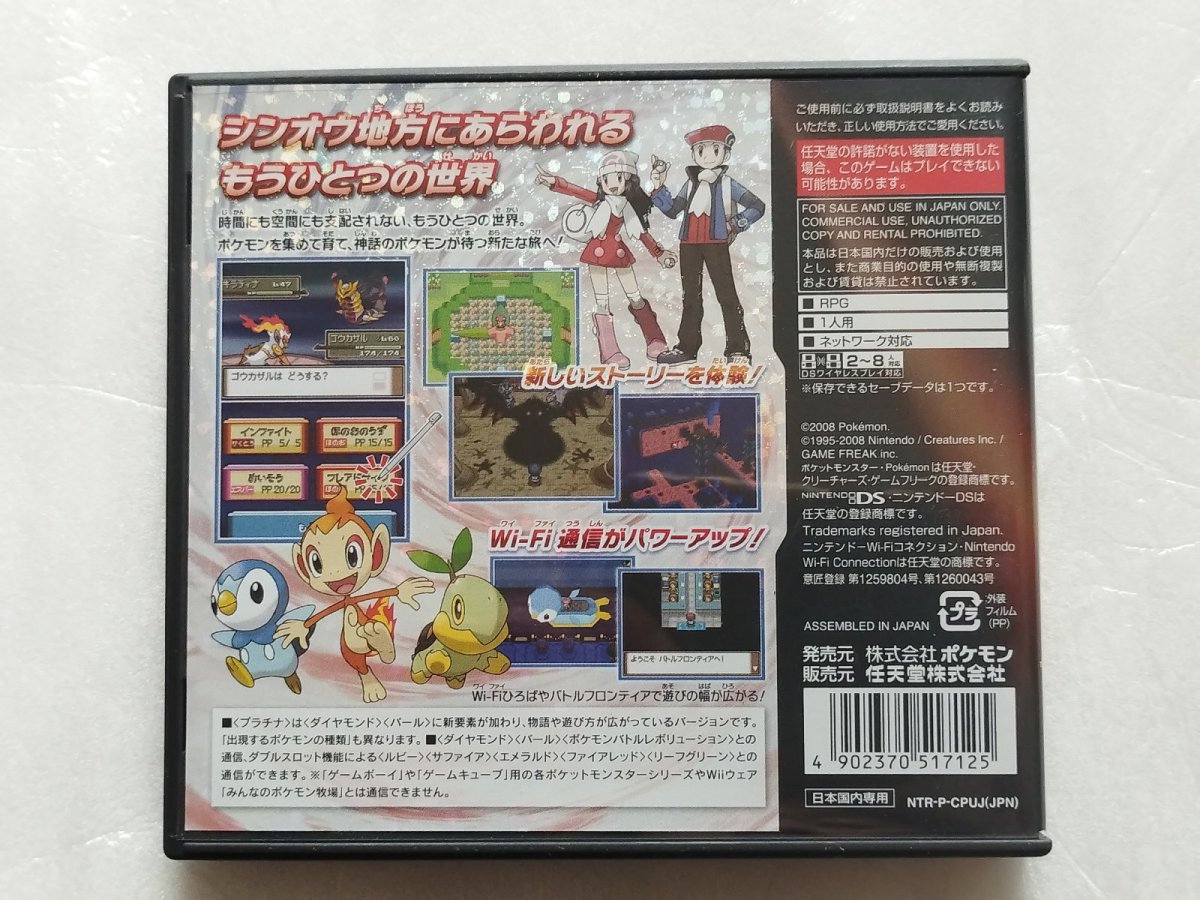 シンオウ地方にあらわれる
もうひとつの世界
時間にも空間にも支配されない、もうひとつの世界。
ポケモンを集めて育て、神話のポケモンが待つ新たな旅へ!
ギラティナ Lv47
ゴウカザル Lv60
174/174
ゴウカザルは どうする?
インファイト
かくとう PP 5/ 5
ほのおのうず
ほのお PP 15/15
めいそう
エスパー PP 20/20
新しいストーリーを体験!
Wi-Fi 通信がパワーアップ!
ようこそ バトルフロンティアへ!
Wi-Fiひろばやバトルフロンティアで遊びの幅が広がる!
■〈プラチナ〉は〈ダイヤモンド〉〈パール〉に新要素が加わり、物語や遊び方が広がっているバージョンです。
「出現するポケモンの種類」も異なります。■〈ダイヤモンド〉〈パール〉〈ポケモンバトルレボリューション〉との
通信、ダブルスロット機能による〈ルビー〉〈サファイア〉〈エメラルド〉〈ファイアレッド〉〈リーフグリーン〉との
通信ができます。※「ゲームボーイ」や「ゲームキューブ」用の各ポケットモンスターシリーズやWiiウェア
「みんなのポケモン牧場」とは通信できません。
ご使用前に必ず取扱説明書をよくお読み
いただき、正しい使用方法でご愛用ください。
任天堂の許諾がない装置を使用した
場合、このゲームはプレイできない
可能性があります。
FOR SALE AND USE IN JAPAN ONLY.
COMMERCIAL USE, UNAUTHORIZED
COPY AND RENTAL PROHIBITED.
本品は日本国内だけの販売および使用
とし、また商業目的の使用や無断複製
および賃貸は禁止されています。
■ RPG
■ 1人用
■ ネットワーク対応
2〜8人対応
DSワイヤレスプレイ対応
※保存できるセーブデータは1つです。
©2008 Pokémon.
©1995-2008 Nintendo / Creatures Inc. /
GAME FREAK inc.
ポケットモンスター・Pokémonは任天堂・
クリーチャーズ・ゲームフリークの登録商標です。
NINTENDO DS・ニンテンドーDSは
任天堂の登録商標です。
Trademarks registered in Japan.
ニンテンドーWi-Fiコネクション・Nintendo
Wi-Fi Connectionは任天堂の商標です。
意匠登録 第1259804号、第1260043号
ASSEMBLED IN JAPAN
プラ
外装
フィルム
(PP)
発売元 株式会社ポケモン
販売元 任天堂株式会社
4 902370 517125
日本国内専用
NTR-P-CPUJ(JPN)